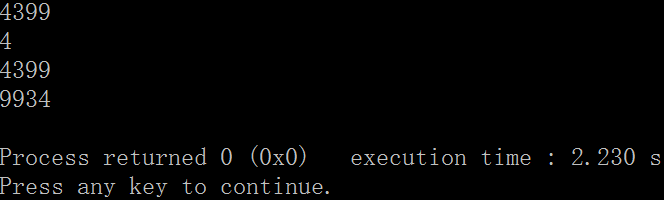 4399
4
4399
9934
Process returned 0 (0x0)   execution time : 2.230 s
Press any key to continue.